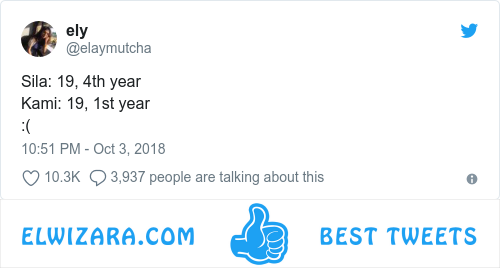 ely
@elaymutcha
Sila: 19, 4th year
Kami: 19, 1st year
:(
10:51 PM - Oct 3, 2018
10.3K 3,937 people are talking about this
ELWIZARA.COM BEST TWEETS